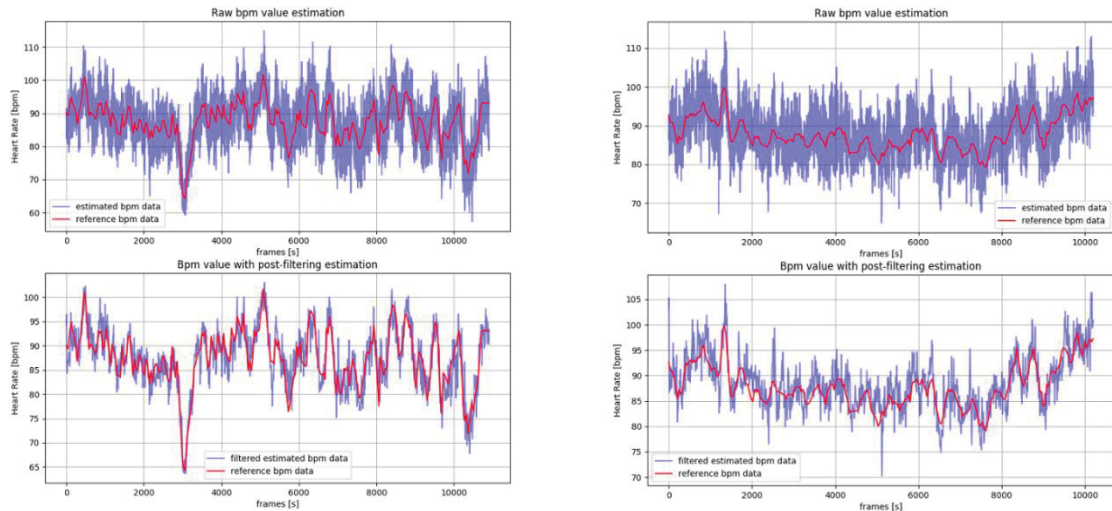 Raw bpm value estimation
Heart Rate [bpm]
110
100
90
80
70
60
estimated bpm data
reference bpm data
0 2000 4000 6000 8000 10000
frames [s]
Raw bpm value estimation
Heart Rate [bpm]
110
100
90
80
70
60
estimated bpm data
reference bpm data
0 2000 4000 6000 8000 10000
frames [s]
Bpm value with post-filtering estimation
Heart Rate [bpm]
100
95
90
85
80
75
70
65
filtered estimated bpm data
reference bpm data
0 2000 4000 6000 8000 10000
frames [s]
Bpm value with post-filtering estimation
Heart Rate [bpm]
105
100
95
90
85
80
75
70
filtered estimated bpm data
reference bpm data
0 2000 4000 6000 8000 10000
frames [s]